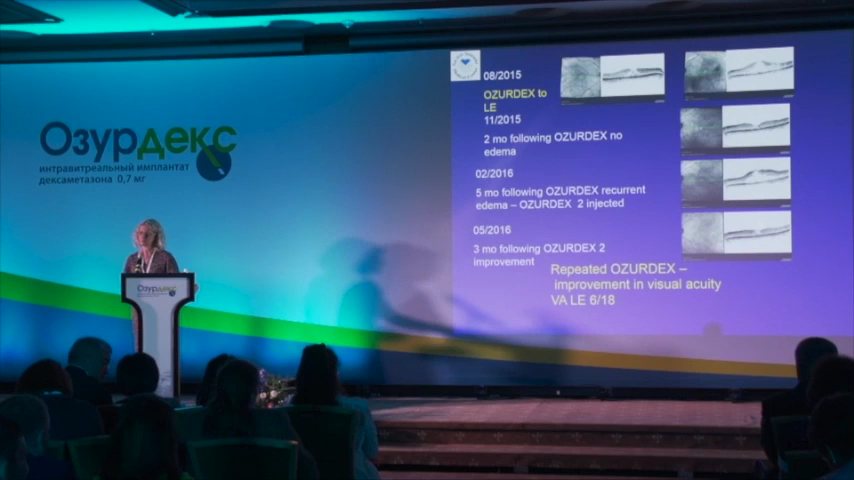 Озурдекс
интравитреальный имплантат
дексаметазона 0,7 мг
Озурдекс
08/2015
OZURDEX to
LE
11/2015
2 mo following OZURDEX no
edema
02/2016
5 mo following OZURDEX recurrent
edema – OZURDEX 2 injected
05/2016
3 mo following OZURDEX 2
improvement
Repeated OZURDEX –
improvement in visual acuity
VA LE 6/18